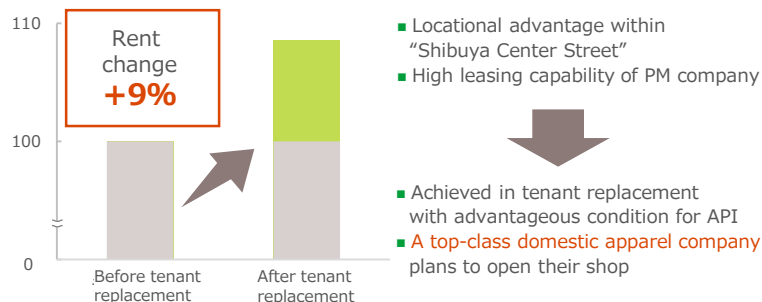 110
100
0
Rent
change
+9%
Before tenant
replacement
After tenant
replacement
■ Locational advantage within
“Shibuya Center Street”
■ High leasing capability of PM company
■ Achieved in tenant replacement
with advantageous condition for API
■ A top-class domestic apparel company
plans to open their shop